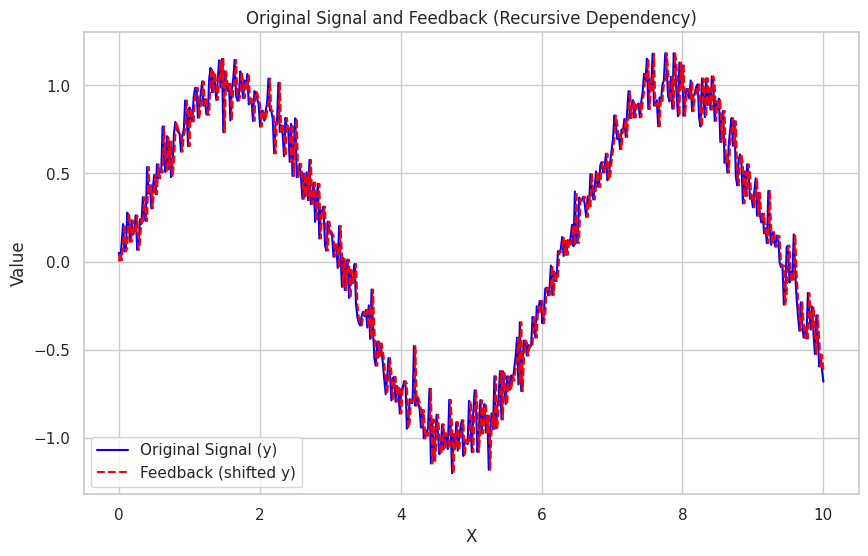 Original Signal and Feedback (Recursive Dependency)
Value
1.0
0.5
0.0
−0.5
−1.0
Original Signal (y)
Feedback (shifted y)
0 2 4 6 8 10
X